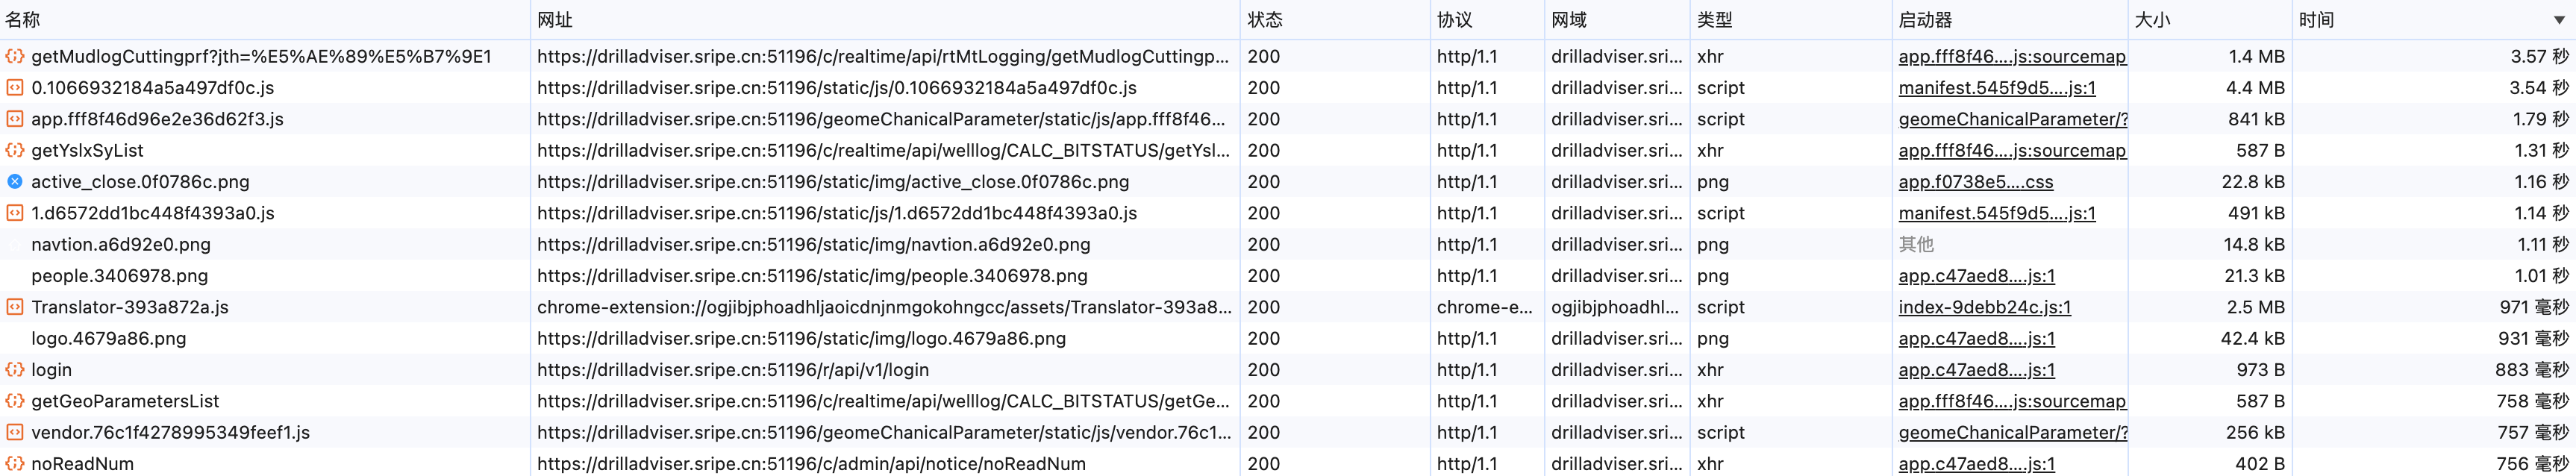 名称 网址 状态 协议 网域 类型 启动器 大小 时间 ▼
getMudlogCuttingprf?jth=%E5%AE%89%E5%B7%9E1 https://drilladviser.sripe.cn:51196/c/realtime/api/rtMtLogging/getMudlogCuttingp... 200 http/1.1 drilladviser.sri... xhr app.fff8f46....js:sourcemap 1.4 MB 3.57 秒
0.1066932184a5a497df0c.js https://drilladviser.sripe.cn:51196/static/js/0.1066932184a5a497df0c.js 200 http/1.1 drilladviser.sri... script manifest.545f9d5....js:1 4.4 MB 3.54 秒
app.fff8f46d96e2e36d62f3.js https://drilladviser.sripe.cn:51196/geomeChanicalParameter/static/js/app.fff8f46... 200 http/1.1 drilladviser.sri... script geomeChanicalParameter/? 841 kB 1.79 秒
getYslxSyList https://drilladviser.sripe.cn:51196/c/realtime/api/welllog/CALC_BITSTATUS/getYsl... 200 http/1.1 drilladviser.sri... xhr app.fff8f46....js:sourcemap 587 B 1.31 秒
active_close.0f0786c.png https://drilladviser.sripe.cn:51196/static/img/active_close.0f0786c.png 200 http/1.1 drilladviser.sri... png app.f0738e5....css 22.8 kB 1.16 秒
1.d6572dd1bc448f4393a0.js https://drilladviser.sripe.cn:51196/static/js/1.d6572dd1bc448f4393a0.js 200 http/1.1 drilladviser.sri... script manifest.545f9d5....js:1 491 kB 1.14 秒
navtion.a6d92e0.png https://drilladviser.sripe.cn:51196/static/img/navtion.a6d92e0.png 200 http/1.1 drilladviser.sri... png 其他 14.8 kB 1.11 秒
people.3406978.png https://drilladviser.sripe.cn:51196/static/img/people.3406978.png 200 http/1.1 drilladviser.sri... png app.c47aed8....js:1 21.3 kB 1.01 秒
Translator-393a872a.js chrome-extension://ogjibjphoadhljaoicdnjnmgokohngcc/assets/Translator-393a8... 200 chrome-e... ogjibjphoadhl... script index-9debb24c.js:1 2.5 MB 971 毫秒
logo.4679a86.png https://drilladviser.sripe.cn:51196/static/img/logo.4679a86.png 200 http/1.1 drilladviser.sri... png app.c47aed8....js:1 42.4 kB 931 毫秒
login https://drilladviser.sripe.cn:51196/r/api/v1/login 200 http/1.1 drilladviser.sri... xhr app.c47aed8....js:1 973 B 883 毫秒
getGeoParametersList https://drilladviser.sripe.cn:51196/c/realtime/api/welllog/CALC_BITSTATUS/getGe... 200 http/1.1 drilladviser.sri... xhr app.fff8f46....js:sourcemap 587 B 758 毫秒
vendor.76c1f4278995349feef1.js https://drilladviser.sripe.cn:51196/geomeChanicalParameter/static/js/vendor.76c1... 200 http/1.1 drilladviser.sri... script geomeChanicalParameter/? 256 kB 757 毫秒
noReadNum https://drilladviser.sripe.cn:51196/c/admin/api/notice/noReadNum 200 http/1.1 drilladviser.sri... xhr app.c47aed8....js:1 402 B 756 毫秒